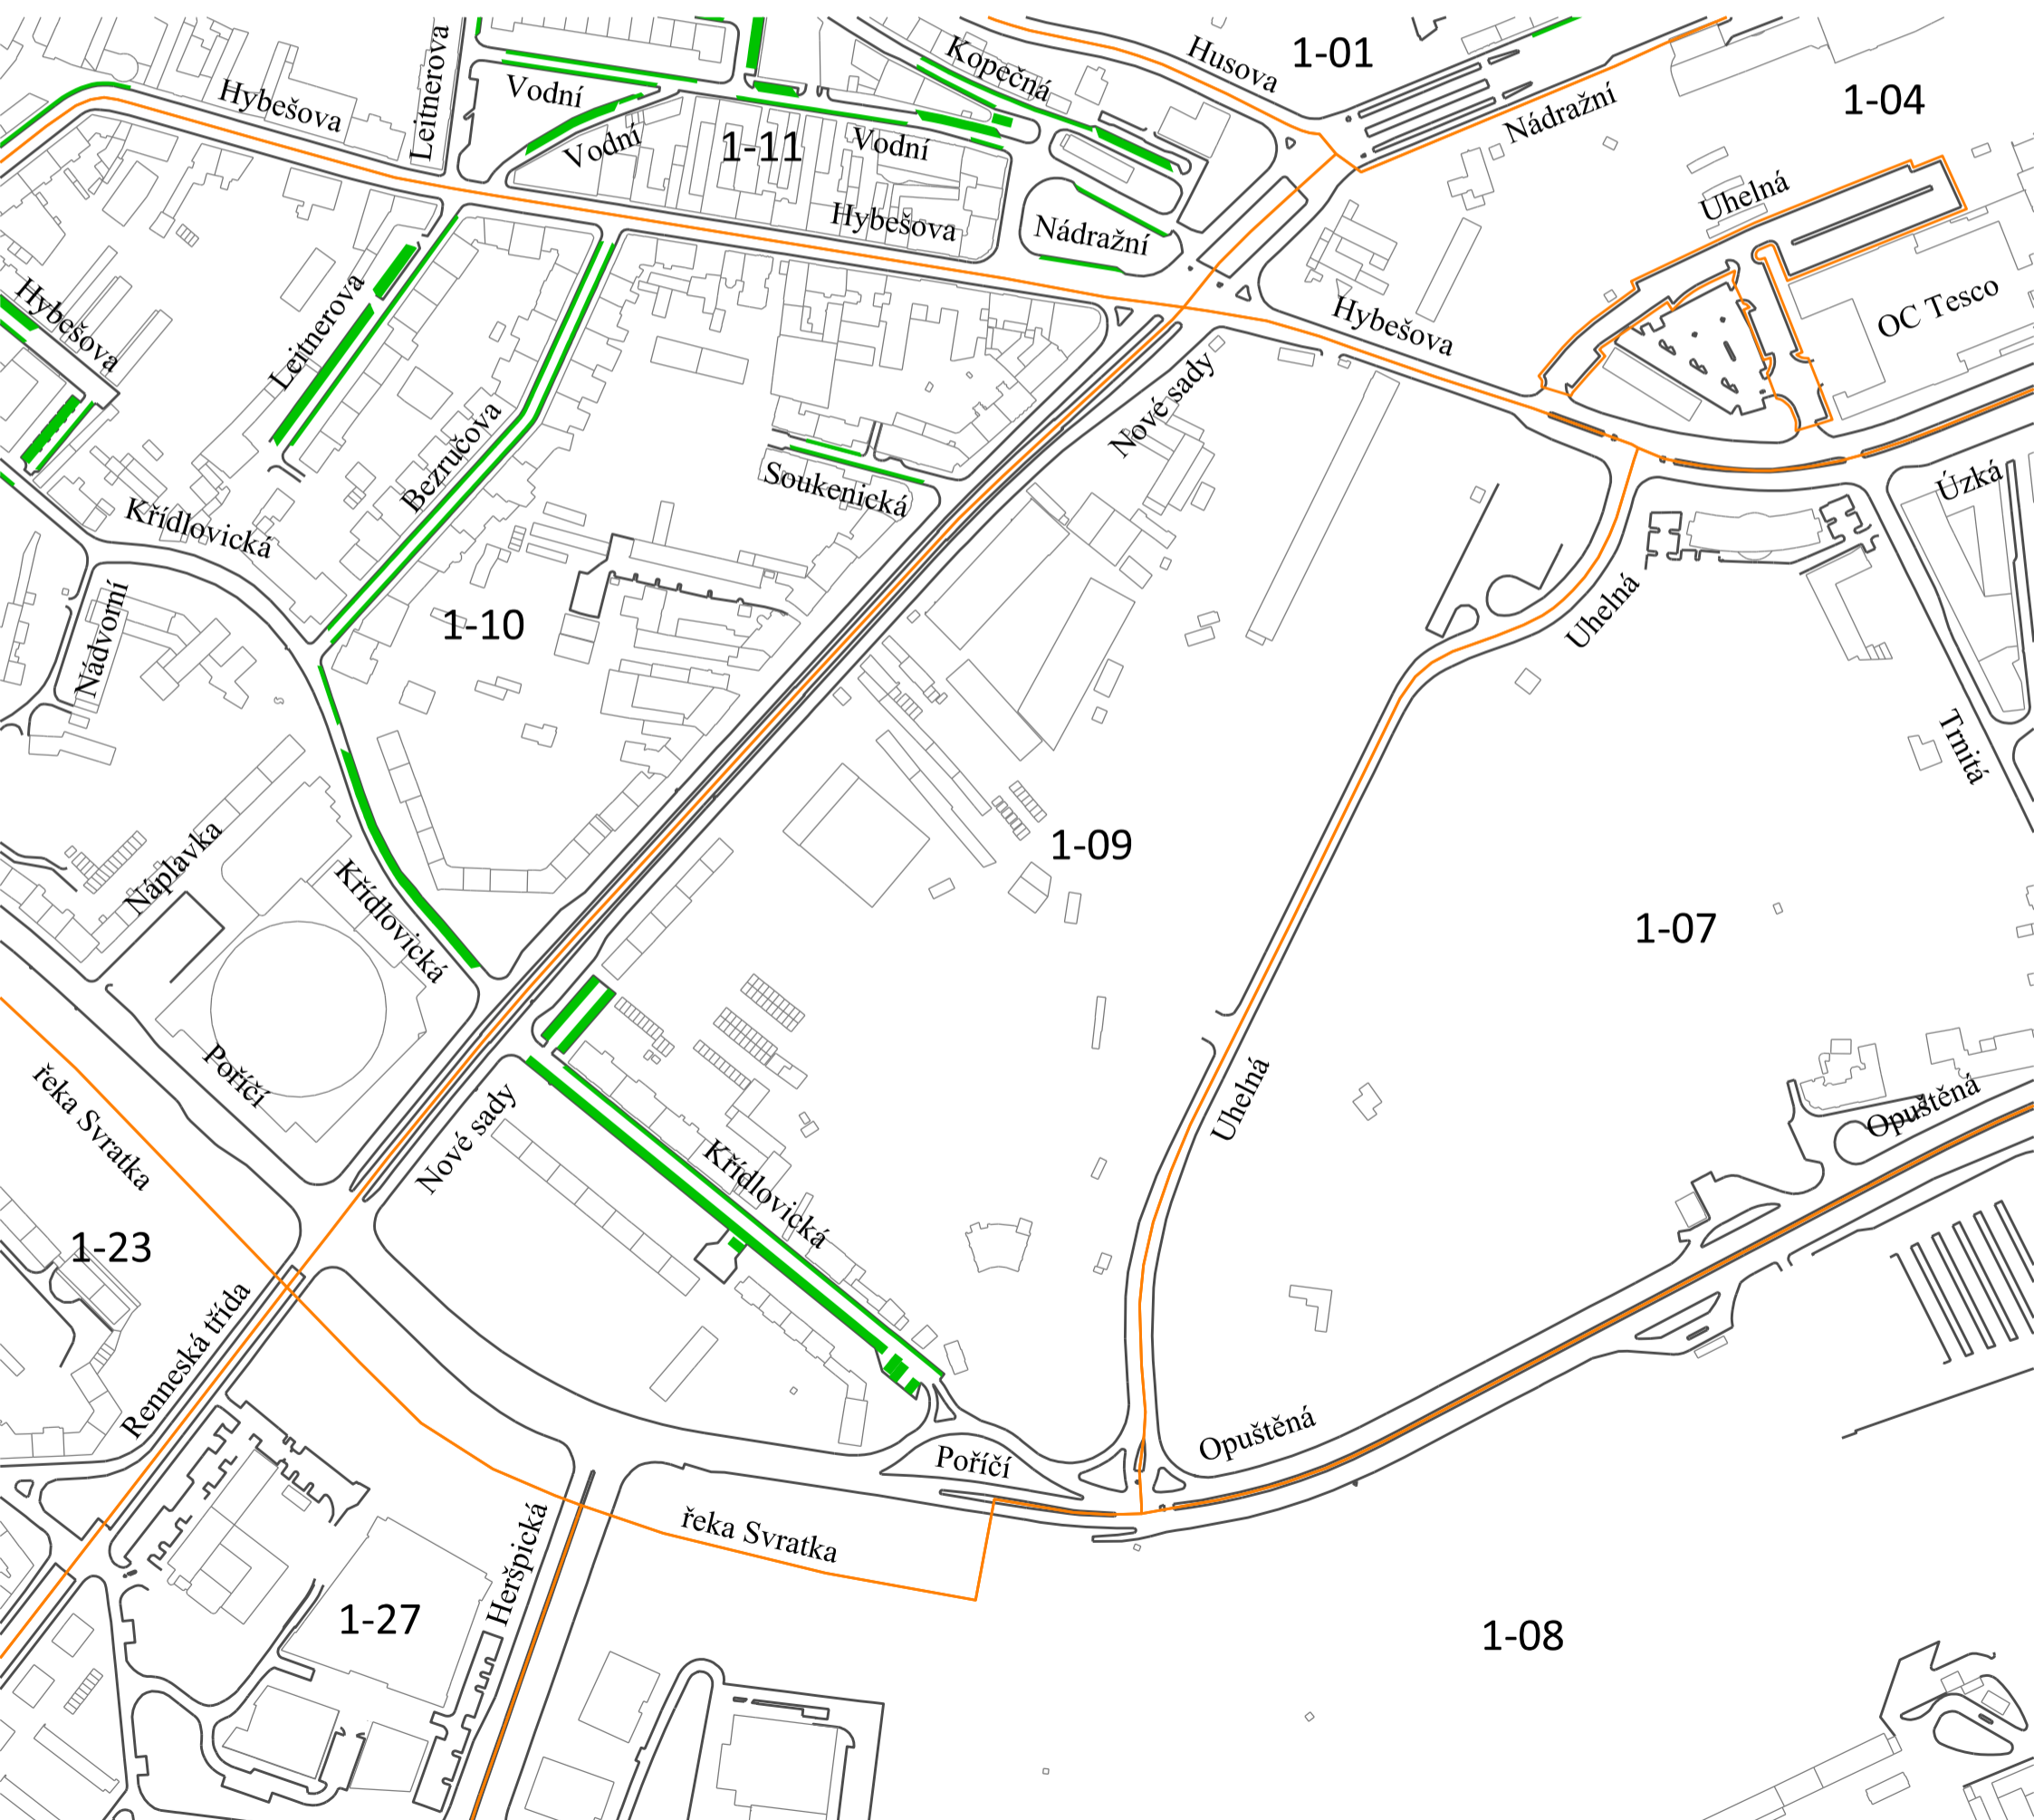 Husova
1-01
Kopečná
Leitnerova
Hybešova
Vodní
Nádražní
1-04
Vodní
1-11
Vodní
Uhelná
Hybešova
Nádražní
Hybešova
Leitnerova
Hybešova
OC Tesco
Nové sady
Bezručova
Soukenická
Úzká
Křídlovická
Nádvorní
1-10
Uhelná
Trnitá
Náplavka
1-09
Křídlovická
1-07
Poříčí
řeka Svratka
Nové sady
Uhelná
Opuštěná
Křídlovická
1-23
Renneská třída
Opuštěná
Poříčí
řeka Svratka
Heršpická
1-27
1-08